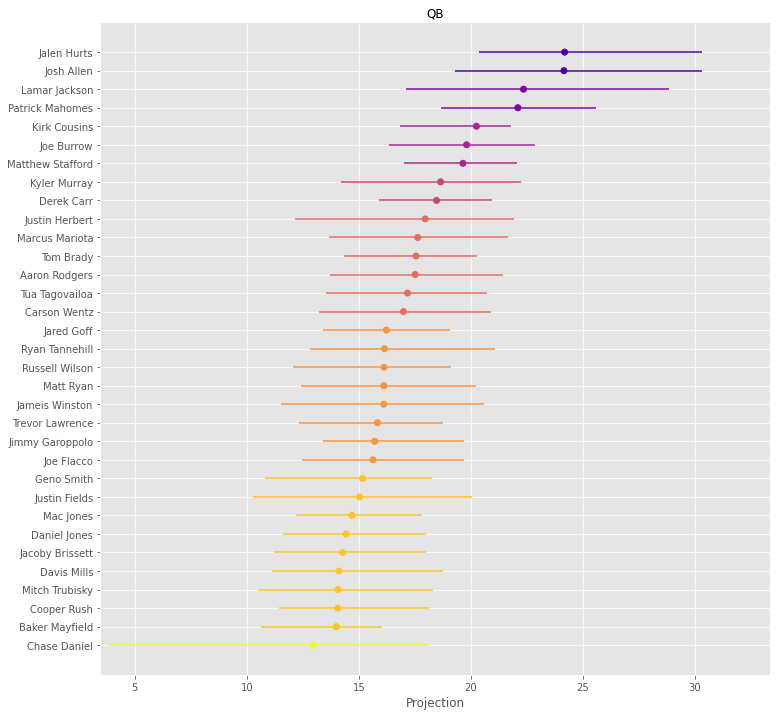 QB
Jalen Hurts
Josh Allen
Lamar Jackson
Patrick Mahomes
Kirk Cousins
Joe Burrow
Matthew Stafford
Kyler Murray
Derek Carr
Justin Herbert
Marcus Mariota
Tom Brady
Aaron Rodgers
Tua Tagovailoa
Carson Wentz
Jared Goff
Ryan Tannehill
Russell Wilson
Matt Ryan
Jameis Winston
Trevor Lawrence
Jimmy Garoppolo
Joe Flacco
Geno Smith
Justin Fields
Mac Jones
Daniel Jones
Jacoby Brissett
Davis Mills
Mitch Trubisky
Cooper Rush
Baker Mayfield
Chase Daniel
5 10 15 20 25 30
Projection